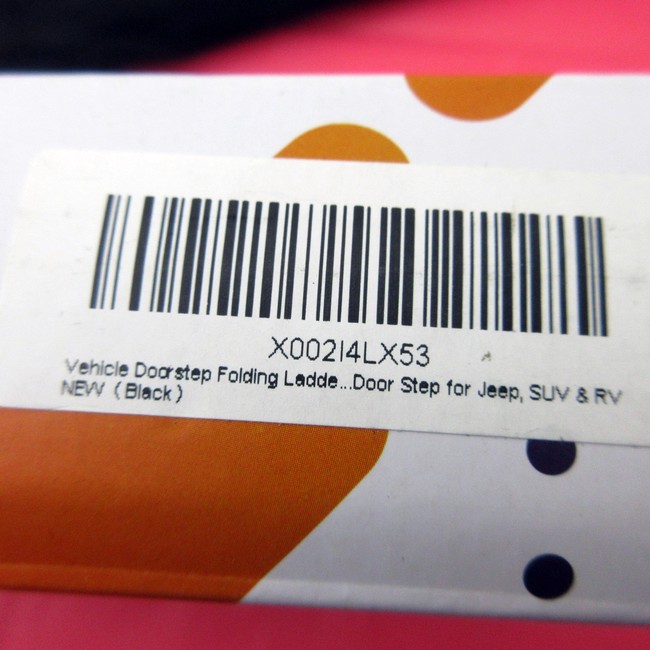 X002I4LX53
Vehicle Doorstep Folding Ladde...Door Step for Jeep, SUV & RV
NEW (Black)